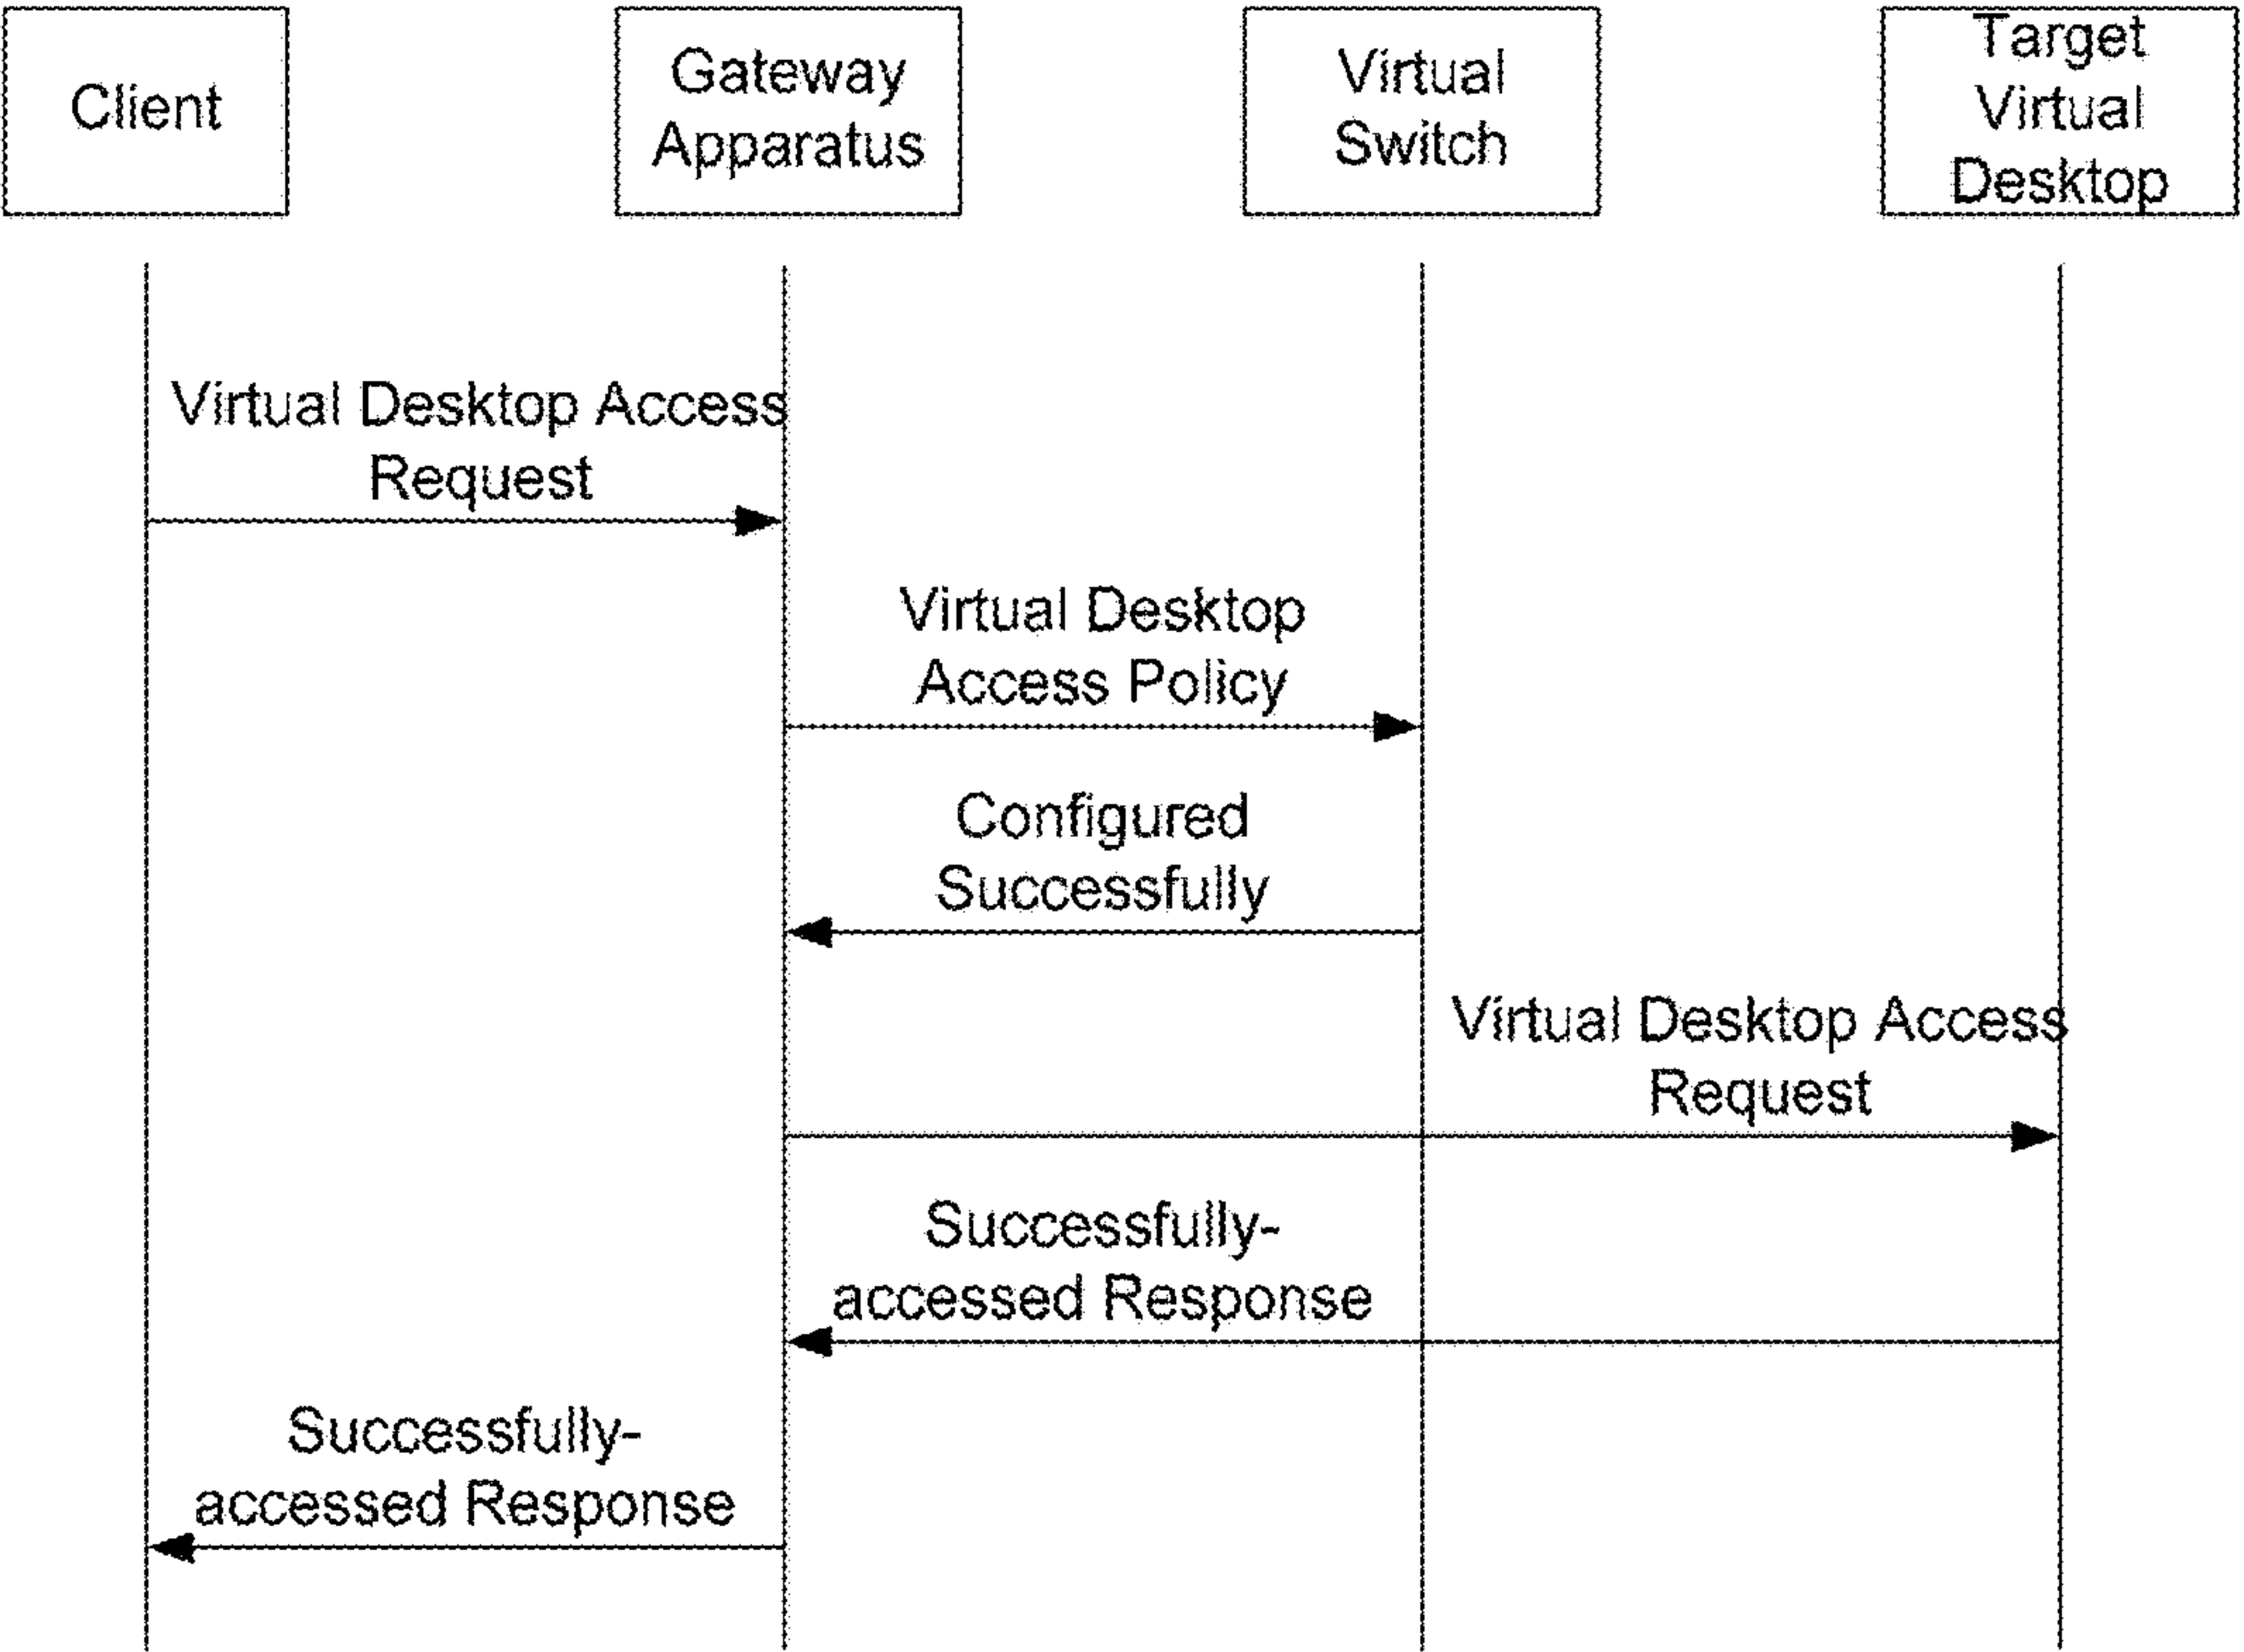 Client
Gateway
Apparatus
Virtual
Switch
Target
Virtual
Desktop
Virtual Desktop Access
Request
Virtual Desktop
Access Policy
Configured
Successfully
Virtual Desktop Access
Request
Successfully-
accessed Response
Successfully-
accessed Response